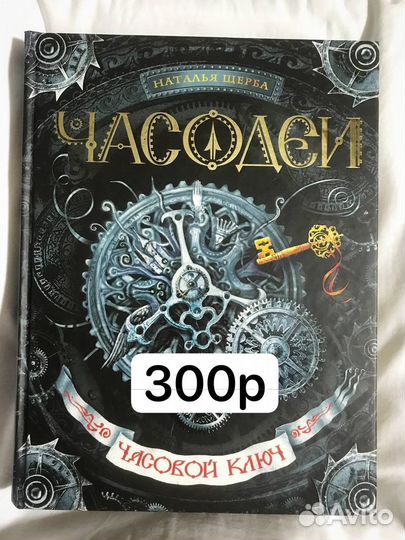 НАТАЛЬЯ ЩЕРБА
ЧАСОДЕИ
300р
ЧАСОВОЙ КЛЮЧ
Avito